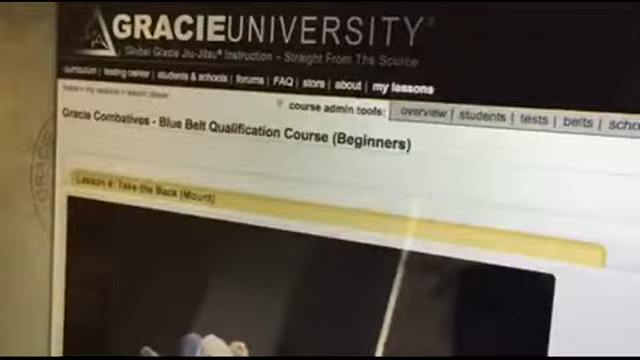 GRACIEUNIVERSITY
Global Gracie Jiu-Jitsu® Instruction - Straight From The Source
curriculum | testing center | students & schools | forums | FAQ | store | about | my lessons
course admin tools: overview | students | tests | belts | scho
Gracie Combatives - Blue Belt Qualification Course (Beginners)
Lesson 4: Take the Back (Mount)
GRACIE